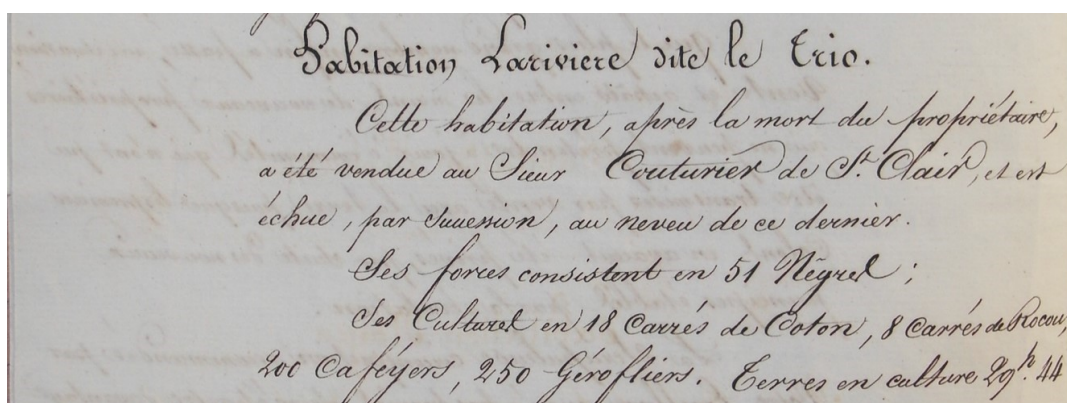 Habitation Lariviere dite le Trio.
Cette habitation, après la mort du propriétaire,
a été vendue au Sieur Couturier de St. Clair, et est
échue, par succession, au neveu de ce dernier.
Ses forces consistent en 51 Nègres ;
Ses Cultures en 18 Carrés de Coton, 8 Carrés de Rocou,
200 Caféyers, 250 Gérofliers. Terres en culture 29h. 44